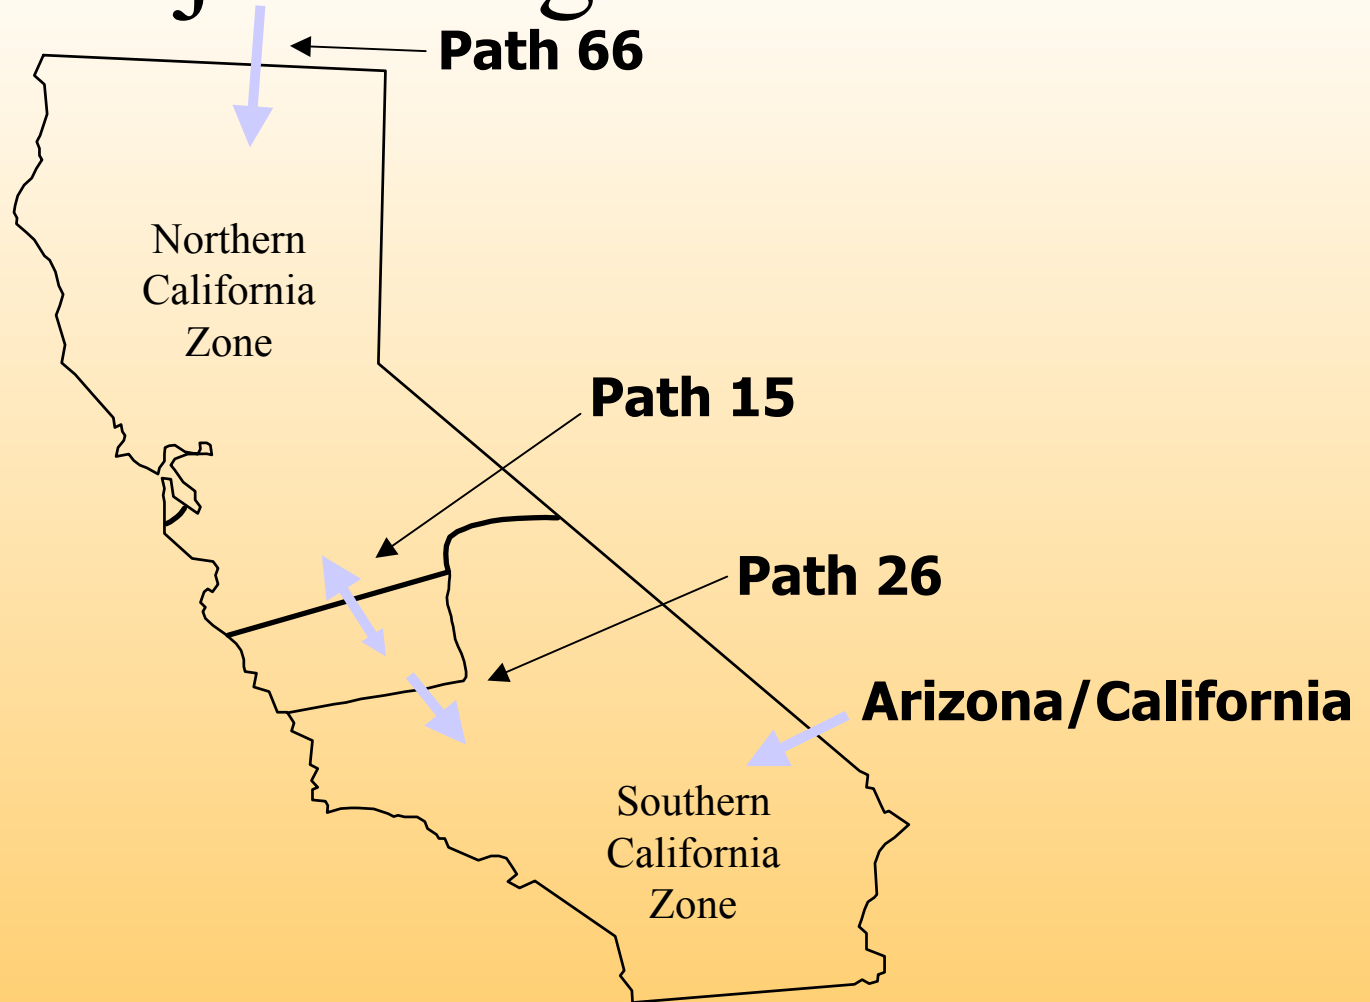 Path 66
Northern
California
Zone
Path 15
Path 26
Arizona/California
Southern
California
Zone